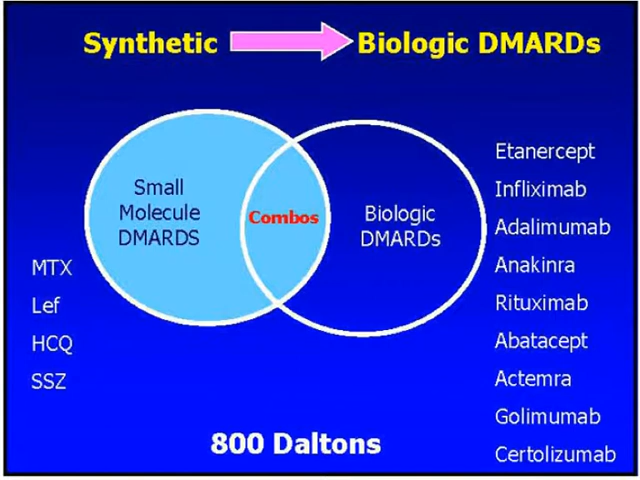 Synthetic Biologic DMARDs
Small
Molecule
DMARDS
Combos
Biologic
DMARDs
MTX
Lef
HCQ
SSZ
Etanercept
Infliximab
Adalimumab
Anakinra
Rituximab
Abatacept
Actemra
Golimumab
Certolizumab
800 Daltons